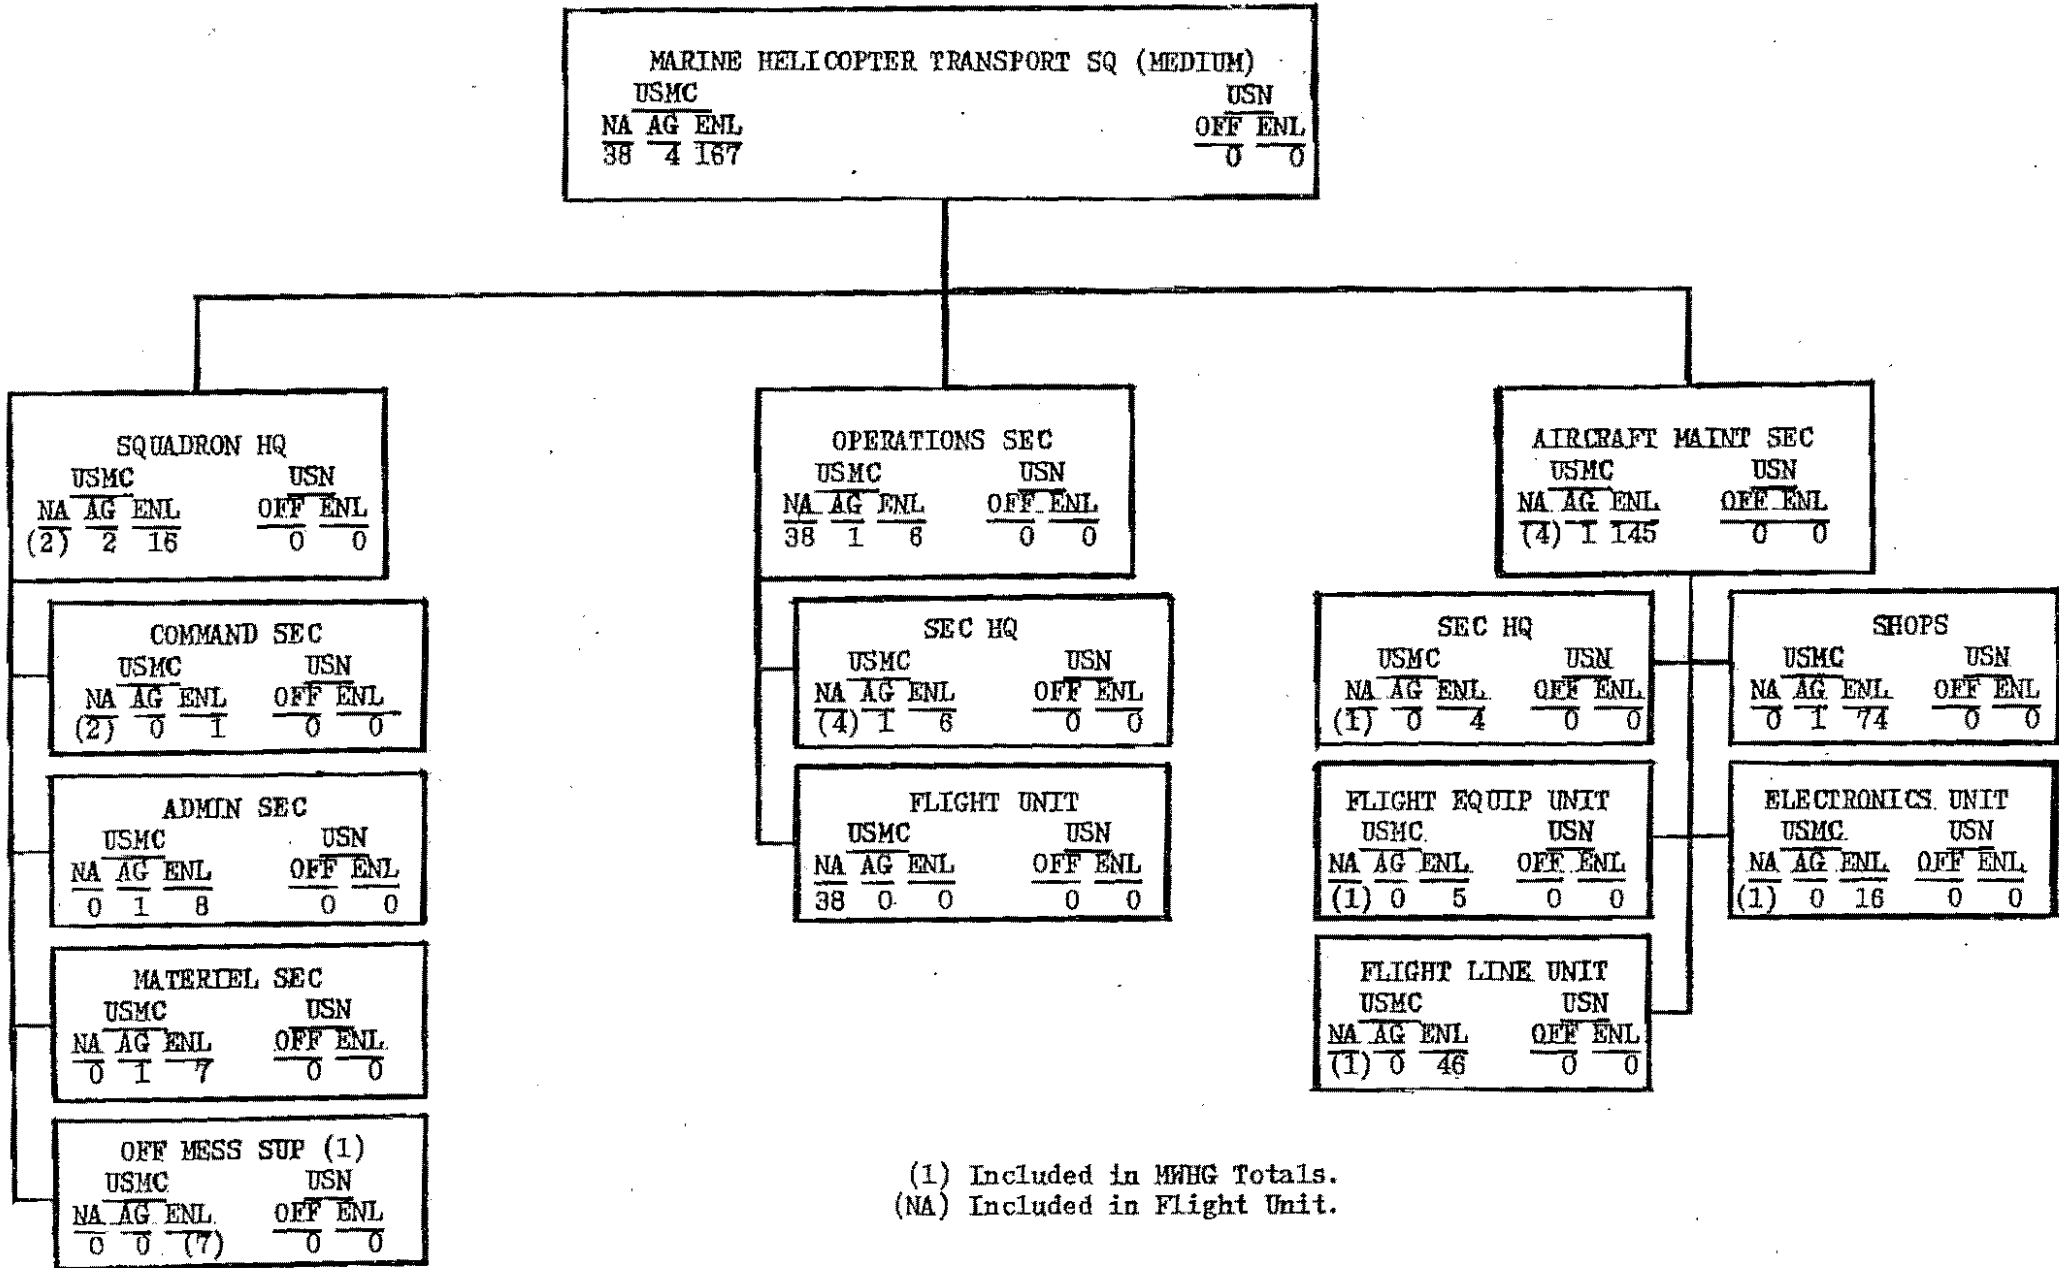 MARINE HELICOPTER TRANSPORT SQ (MEDIUM)
USMC USN
NA AG ENL OFF ENL
38 4 167 0 0
SQUADRON HQ
USMC USN
NA AG ENL OFF ENL
(2) 2 16 0 0
COMMAND SEC
USMC USN
NA AG ENL OFF ENL
(2) 0 1 0 0
ADMIN SEC
USMC USN
NA AG ENL OFF ENL
0 1 8 0 0
MATERIEL SEC
USMC USN
NA AG ENL OFF ENL
0 1 7 0 0
OFF MESS SUP (1)
USMC USN
NA AG ENL OFF ENL
0 0 (7) 0 0
OPERATIONS SEC
USMC USN
NA AG ENL OFF ENL
38 1 6 0 0
SEC HQ
USMC USN
NA AG ENL OFF ENL
(4) 1 6 0 0
FLIGHT UNIT
USMC USN
NA AG ENL OFF ENL
38 0 0 0 0
AIRCRAFT MAINT SEC
USMC USN
NA AG ENL OFF ENL
(4) 1 145 0 0
SEC HQ
USMC USN
NA AG ENL OFF ENL
(1) 0 4 0 0
SHOPS
USMC USN
NA AG ENL OFF ENL
0 1 74 0 0
FLIGHT EQUIP UNIT
USMC USN
NA AG ENL OFF ENL
(1) 0 5 0 0
ELECTRONICS UNIT
USMC USN
NA AG ENL OFF ENL
(1) 0 16 0 0
FLIGHT LINE UNIT
USMC USN
NA AG ENL OFF ENL
(1) 0 46 0 0
(1) Included in MWHG Totals.
(NA) Included in Flight Unit.